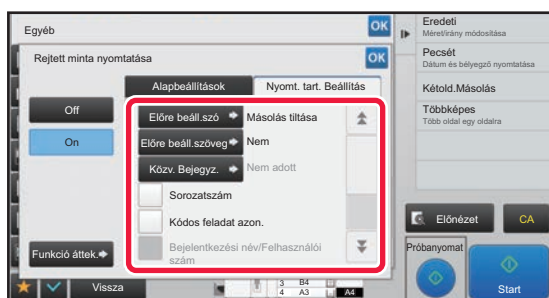 Egyéb
OK
Rejtett minta nyomtatása
OK
Alapbeállítások
Nyomt. tart. Beállítás
Off
On
Előre beáll.szó
Másolás tiltása
Előre beáll.szöveg
Nem
Közv. Bejegyz.
Nem adott
Sorozatszám
Kódos feladat azon.
Bejelentkezési név/Felhasználói
szám
Funkció áttek.
Vissza
3 B4
4 A3
A4
Eredeti
Méret/irány módosítása
Pecsét
Dátum és bélyegző nyomtatása
Kétold.Másolás
Többképes
Több oldal egy oldalra
Előnézet
CA
Próbanyomat
Start